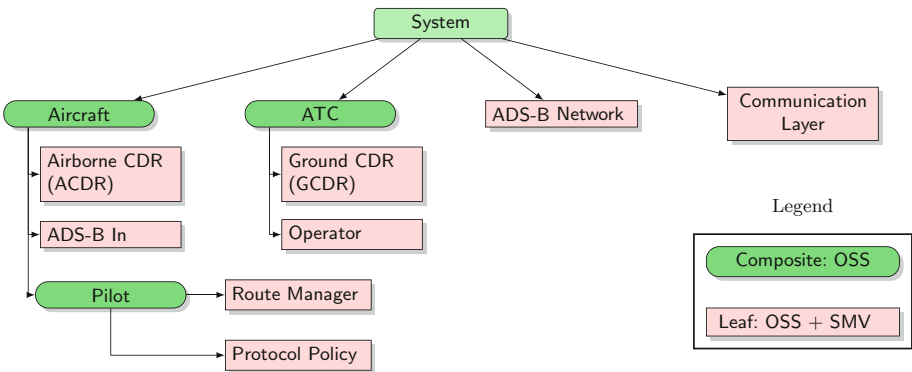 System
Aircraft
ATC
ADS-B Network
Communication
Layer
Airborne CDR
(ACDR)
Ground CDR
(GCDR)
ADS-B In
Operator
Pilot
Route Manager
Protocol Policy
Legend
Composite: OSS
Leaf: OSS + SMV